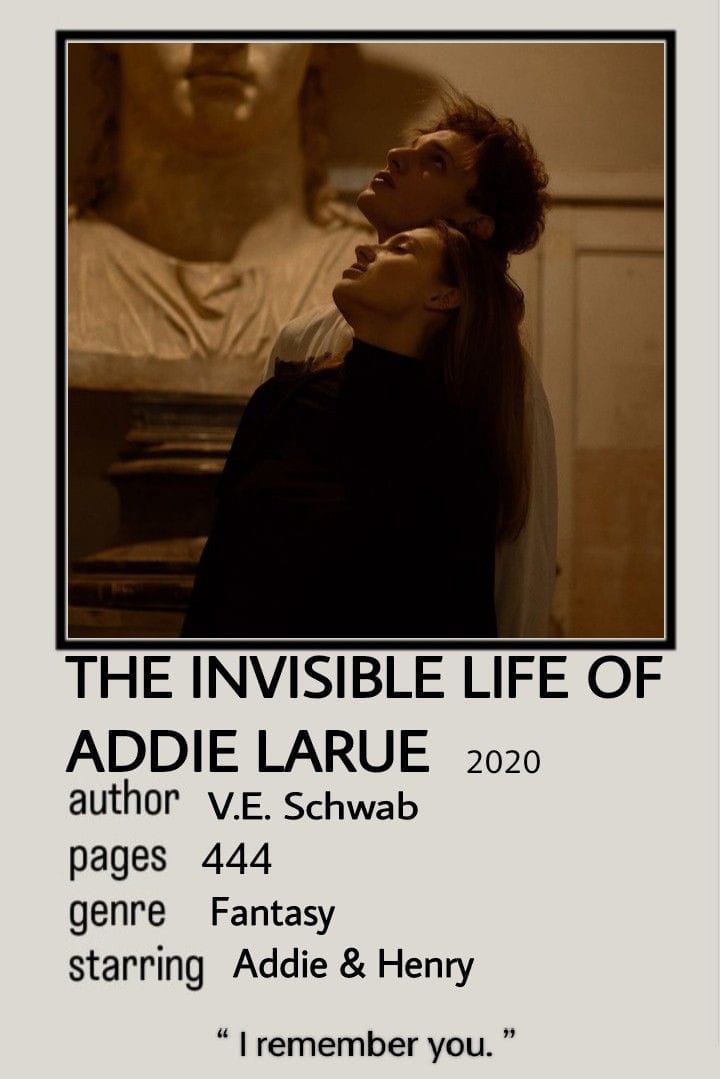 THE INVISIBLE LIFE OF
ADDIE LARUE 2020
author V.E. Schwab
pages 444
genre Fantasy
starring Addie & Henry
“ I remember you. ”